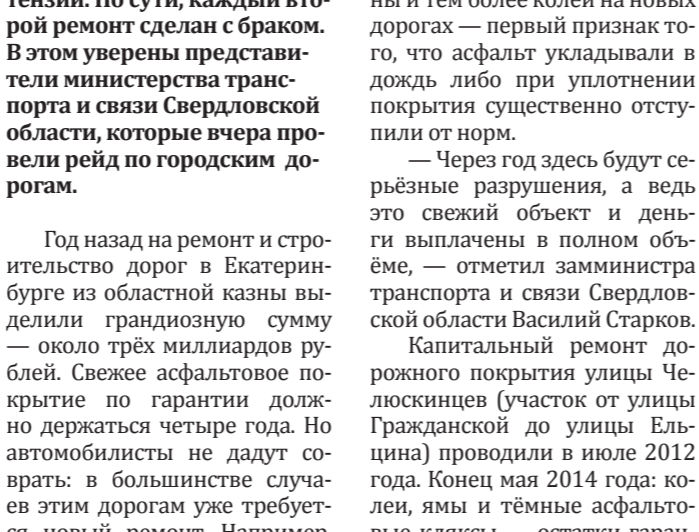 тензий. По сути, каждый вто-
рой ремонт сделан с браком.
В этом уверены представи-
тели министерства транс-
порта и связи Свердловской
области, которые вчера про-
вели рейд по городским до-
рогам.
Год назад на ремонт и стро-
ительство дорог в Екатерин-
бурге из областной казны вы-
делили грандиозную сумму
— около трёх миллиардов ру-
блей. Свежее асфальтовое по-
крытие по гарантии долж-
но держаться четыре года. Но
автомобилисты не дадут со-
врать: в большинстве случа-
ев этим дорогам уже требует-
ся новый ремонт. Например,
ны и тем более колеи на новых
дорогах — первый признак то-
го, что асфальт укладывали в
дождь либо при уплотнении
покрытия существенно отсту-
пили от норм.
— Через год здесь будут се-
рьёзные разрушения, а ведь
это свежий объект и день-
ги выплачены в полном объ-
ёме, — отметил замминистра
транспорта и связи Свердлов-
ской области Василий Старков.
Капитальный ремонт до-
рожного покрытия улицы Че-
люскинцев (участок от улицы
Гражданской до улицы Ель-
цина) проводили в июле 2012
года. Конец мая 2014 года: ко-
леи, ямы и тёмные асфальто-
вые кляксы — остатки гаран-